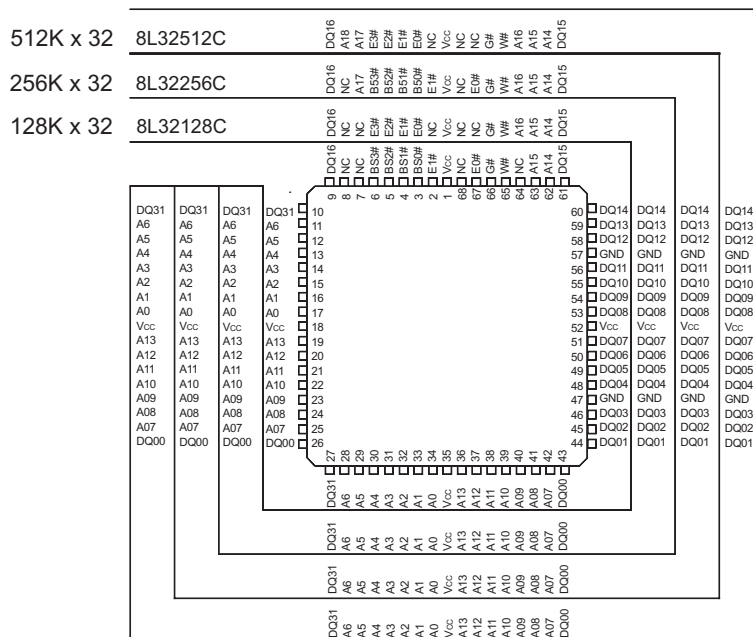 512K x 32 8L32512C DQ16 A18 A17 E3# E2# E1# E0# NC Vcc NC NC G# W# A16 A15 A14 DQ15
256K x 32 8L32256C DQ16 NC A17 B53# B52# B51# B50# E1# Vcc NC E0# G# W# A16 A15 A14 DQ15
128K x 32 8L32128C DQ16 NC NC E3# E2# E1# E0# NC Vcc NC NC G# W# A16 A15 A14 DQ15
DQ16 NC NC BS3# BS2# BS1# BS0# E1# Vcc NC E0# G# W# NC A15 A14 DQ15
9 8 7 6 5 4 3 2 1 68 67 66 65 64 63 62 61
DQ31 DQ31 DQ31 DQ31 10 60 DQ14 DQ14 DQ14 DQ14
A6 A6 A6 A6 11 59 DQ13 DQ13 DQ13 DQ13
A5 A5 A5 A5 12 58 DQ12 DQ12 DQ12 DQ12
A4 A4 A4 A4 13 57 GND GND GND GND
A3 A3 A3 A3 14 56 DQ11 DQ11 DQ11 DQ11
A2 A2 A2 A2 15 55 DQ10 DQ10 DQ10 DQ10
A1 A1 A1 A1 16 54 DQ09 DQ09 DQ09 DQ09
A0 A0 A0 A0 17 53 DQ08 DQ08 DQ08 DQ08
Vcc Vcc Vcc Vcc 18 52 Vcc Vcc Vcc Vcc
A13 A13 A13 A13 19 51 DQ07 DQ07 DQ07 DQ07
A12 A12 A12 A12 20 50 DQ06 DQ06 DQ06 DQ06
A11 A11 A11 A11 21 49 DQ05 DQ05 DQ05 DQ05
A10 A10 A10 A10 22 48 DQ04 DQ04 DQ04 DQ04
A09 A09 A09 A09 23 47 GND GND GND GND
A08 A08 A08 A08 24 46 DQ03 DQ03 DQ03 DQ03
A07 A07 A07 A07 25 45 DQ02 DQ02 DQ02 DQ02
DQ00 DQ00 DQ00 DQ00 26 44 DQ01 DQ01 DQ01 DQ01
27 28 29 30 31 32 33 34 35 36 37 38 39 40 41 42 43
DQ31 A6 A5 A4 A3 A2 A1 A0 Vcc A13 A12 A11 A10 A09 A08 A07 DQ00
DQ31 A6 A5 A4 A3 A2 A1 A0 Vcc A13 A12 A11 A10 A09 A08 A07 DQ00
DQ31 A6 A5 A4 A3 A2 A1 A0 Vcc A13 A12 A11 A10 A09 A08 A07 DQ00
DQ31 A6 A5 A4 A3 A2 A1 A0 Vcc A13 A12 A11 A10 A09 A08 A07 DQ00